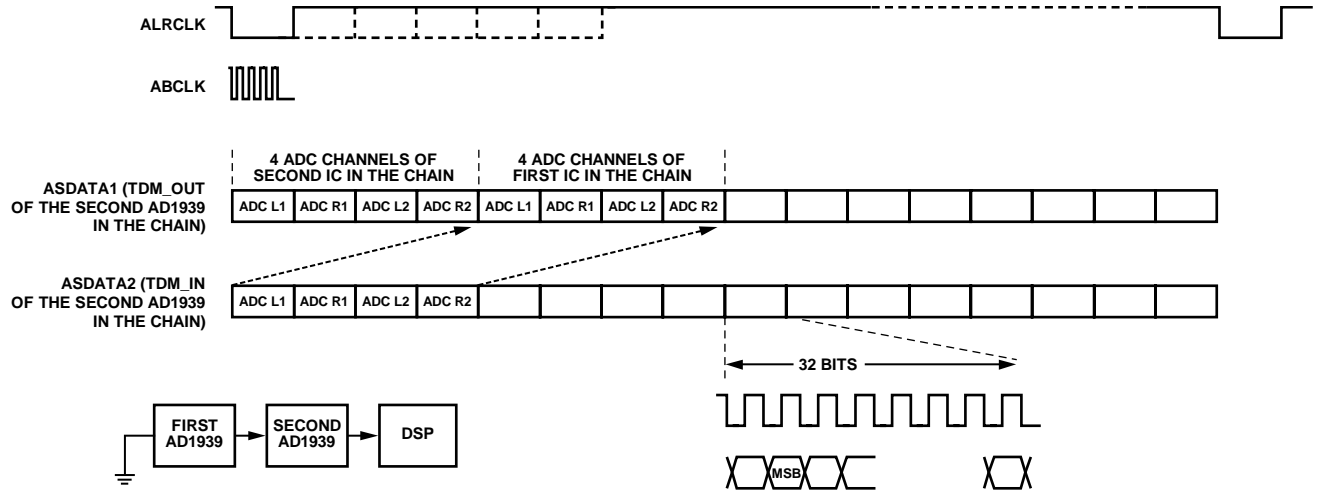 ALRCLK
ABCLK
4 ADC CHANNELS OF
SECOND IC IN THE CHAIN
4 ADC CHANNELS OF
FIRST IC IN THE CHAIN
ASDATA1 (TDM_OUT
OF THE SECOND AD1939
IN THE CHAIN)
ADC L1 ADC R1 ADC L2 ADC R2 ADC L1 ADC R1 ADC L2 ADC R2
ASDATA2 (TDM_IN
OF THE SECOND AD1939
IN THE CHAIN)
ADC L1 ADC R1 ADC L2 ADC R2
32 BITS
FIRST
AD1939
SECOND
AD1939
DSP
MSB